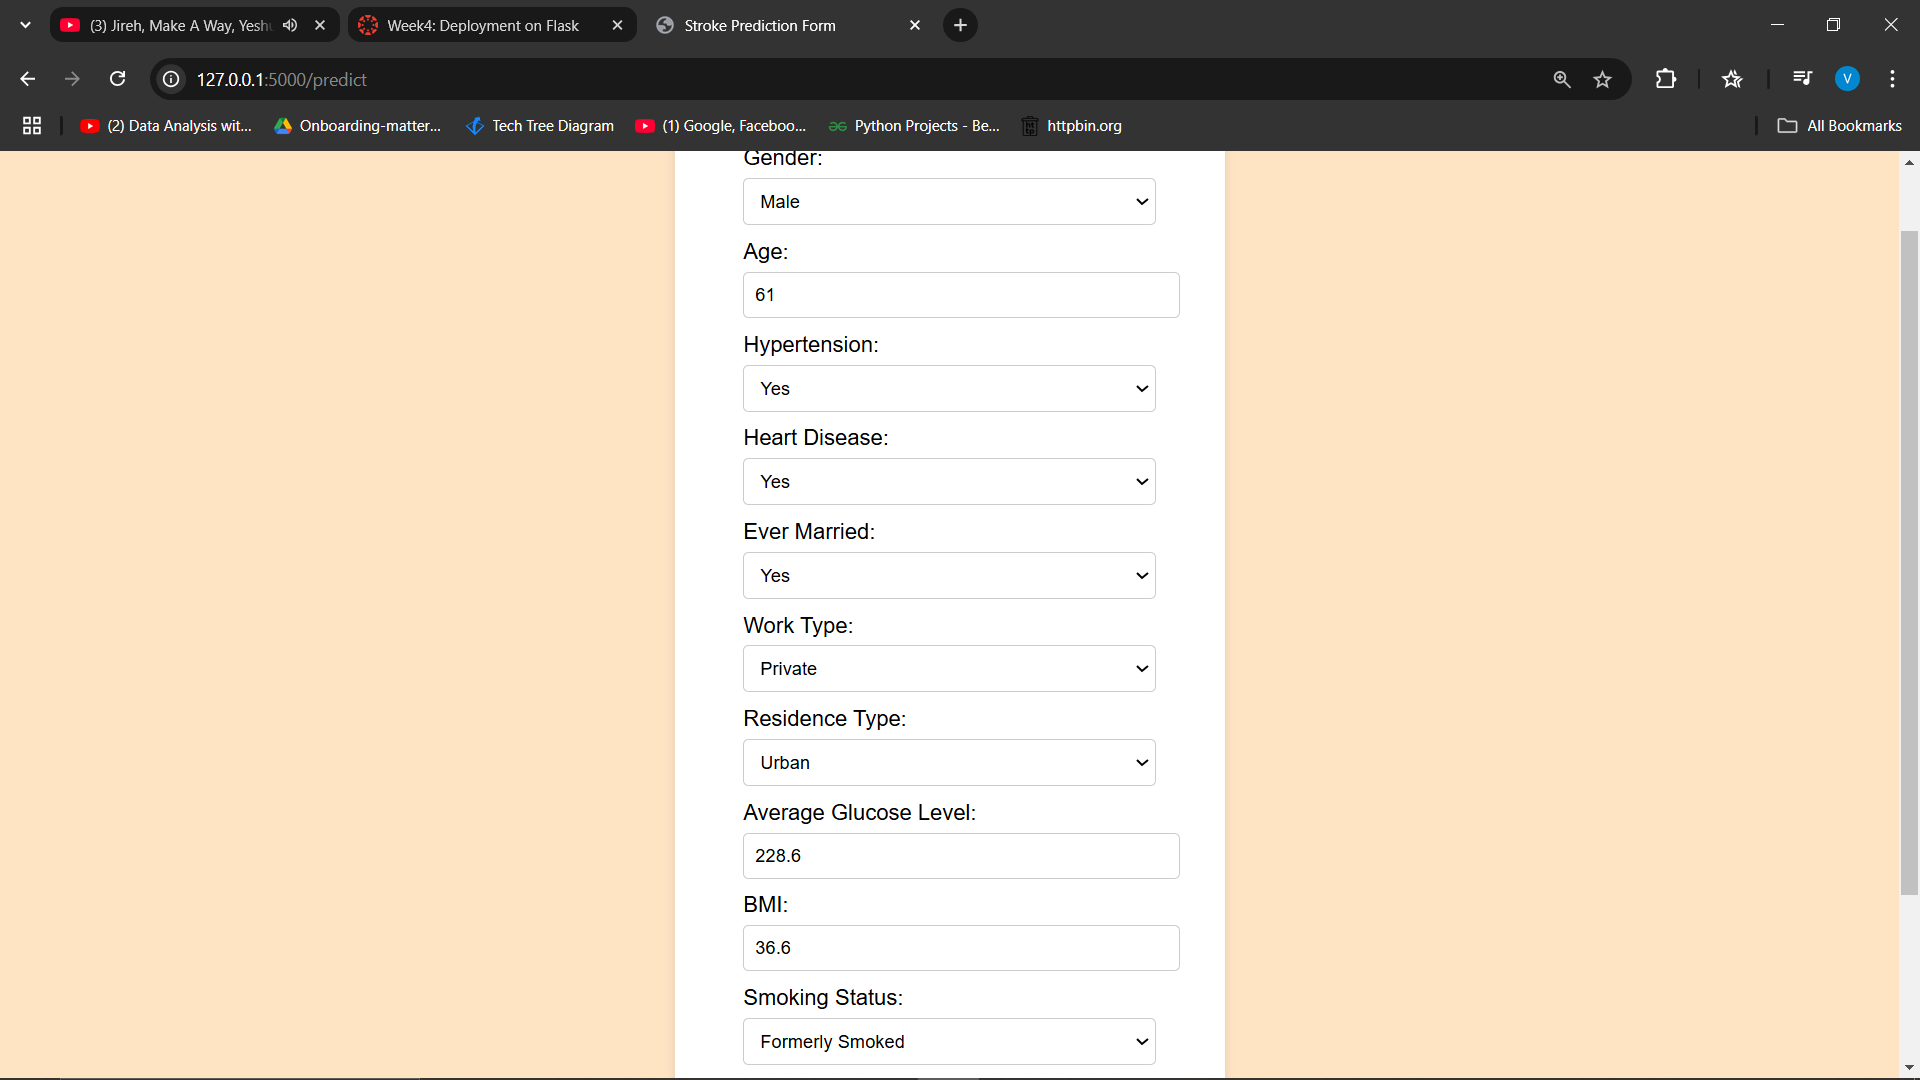 (3) Jireh, Make A Way, Yesh
Week4: Deployment on Flask
Stroke Prediction Form
127.0.0.1:5000/predict
V
(2) Data Analysis wit...
Onboarding-matter...
Tech Tree Diagram
(1) Google, Faceboo...
Python Projects - Be...
httpbin.org
All Bookmarks
Gender:
Male
Age:
61
Hypertension:
Yes
Heart Disease:
Yes
Ever Married:
Yes
Work Type:
Private
Residence Type:
Urban
Average Glucose Level:
228.6
BMI:
36.6
Smoking Status:
Formerly Smoked